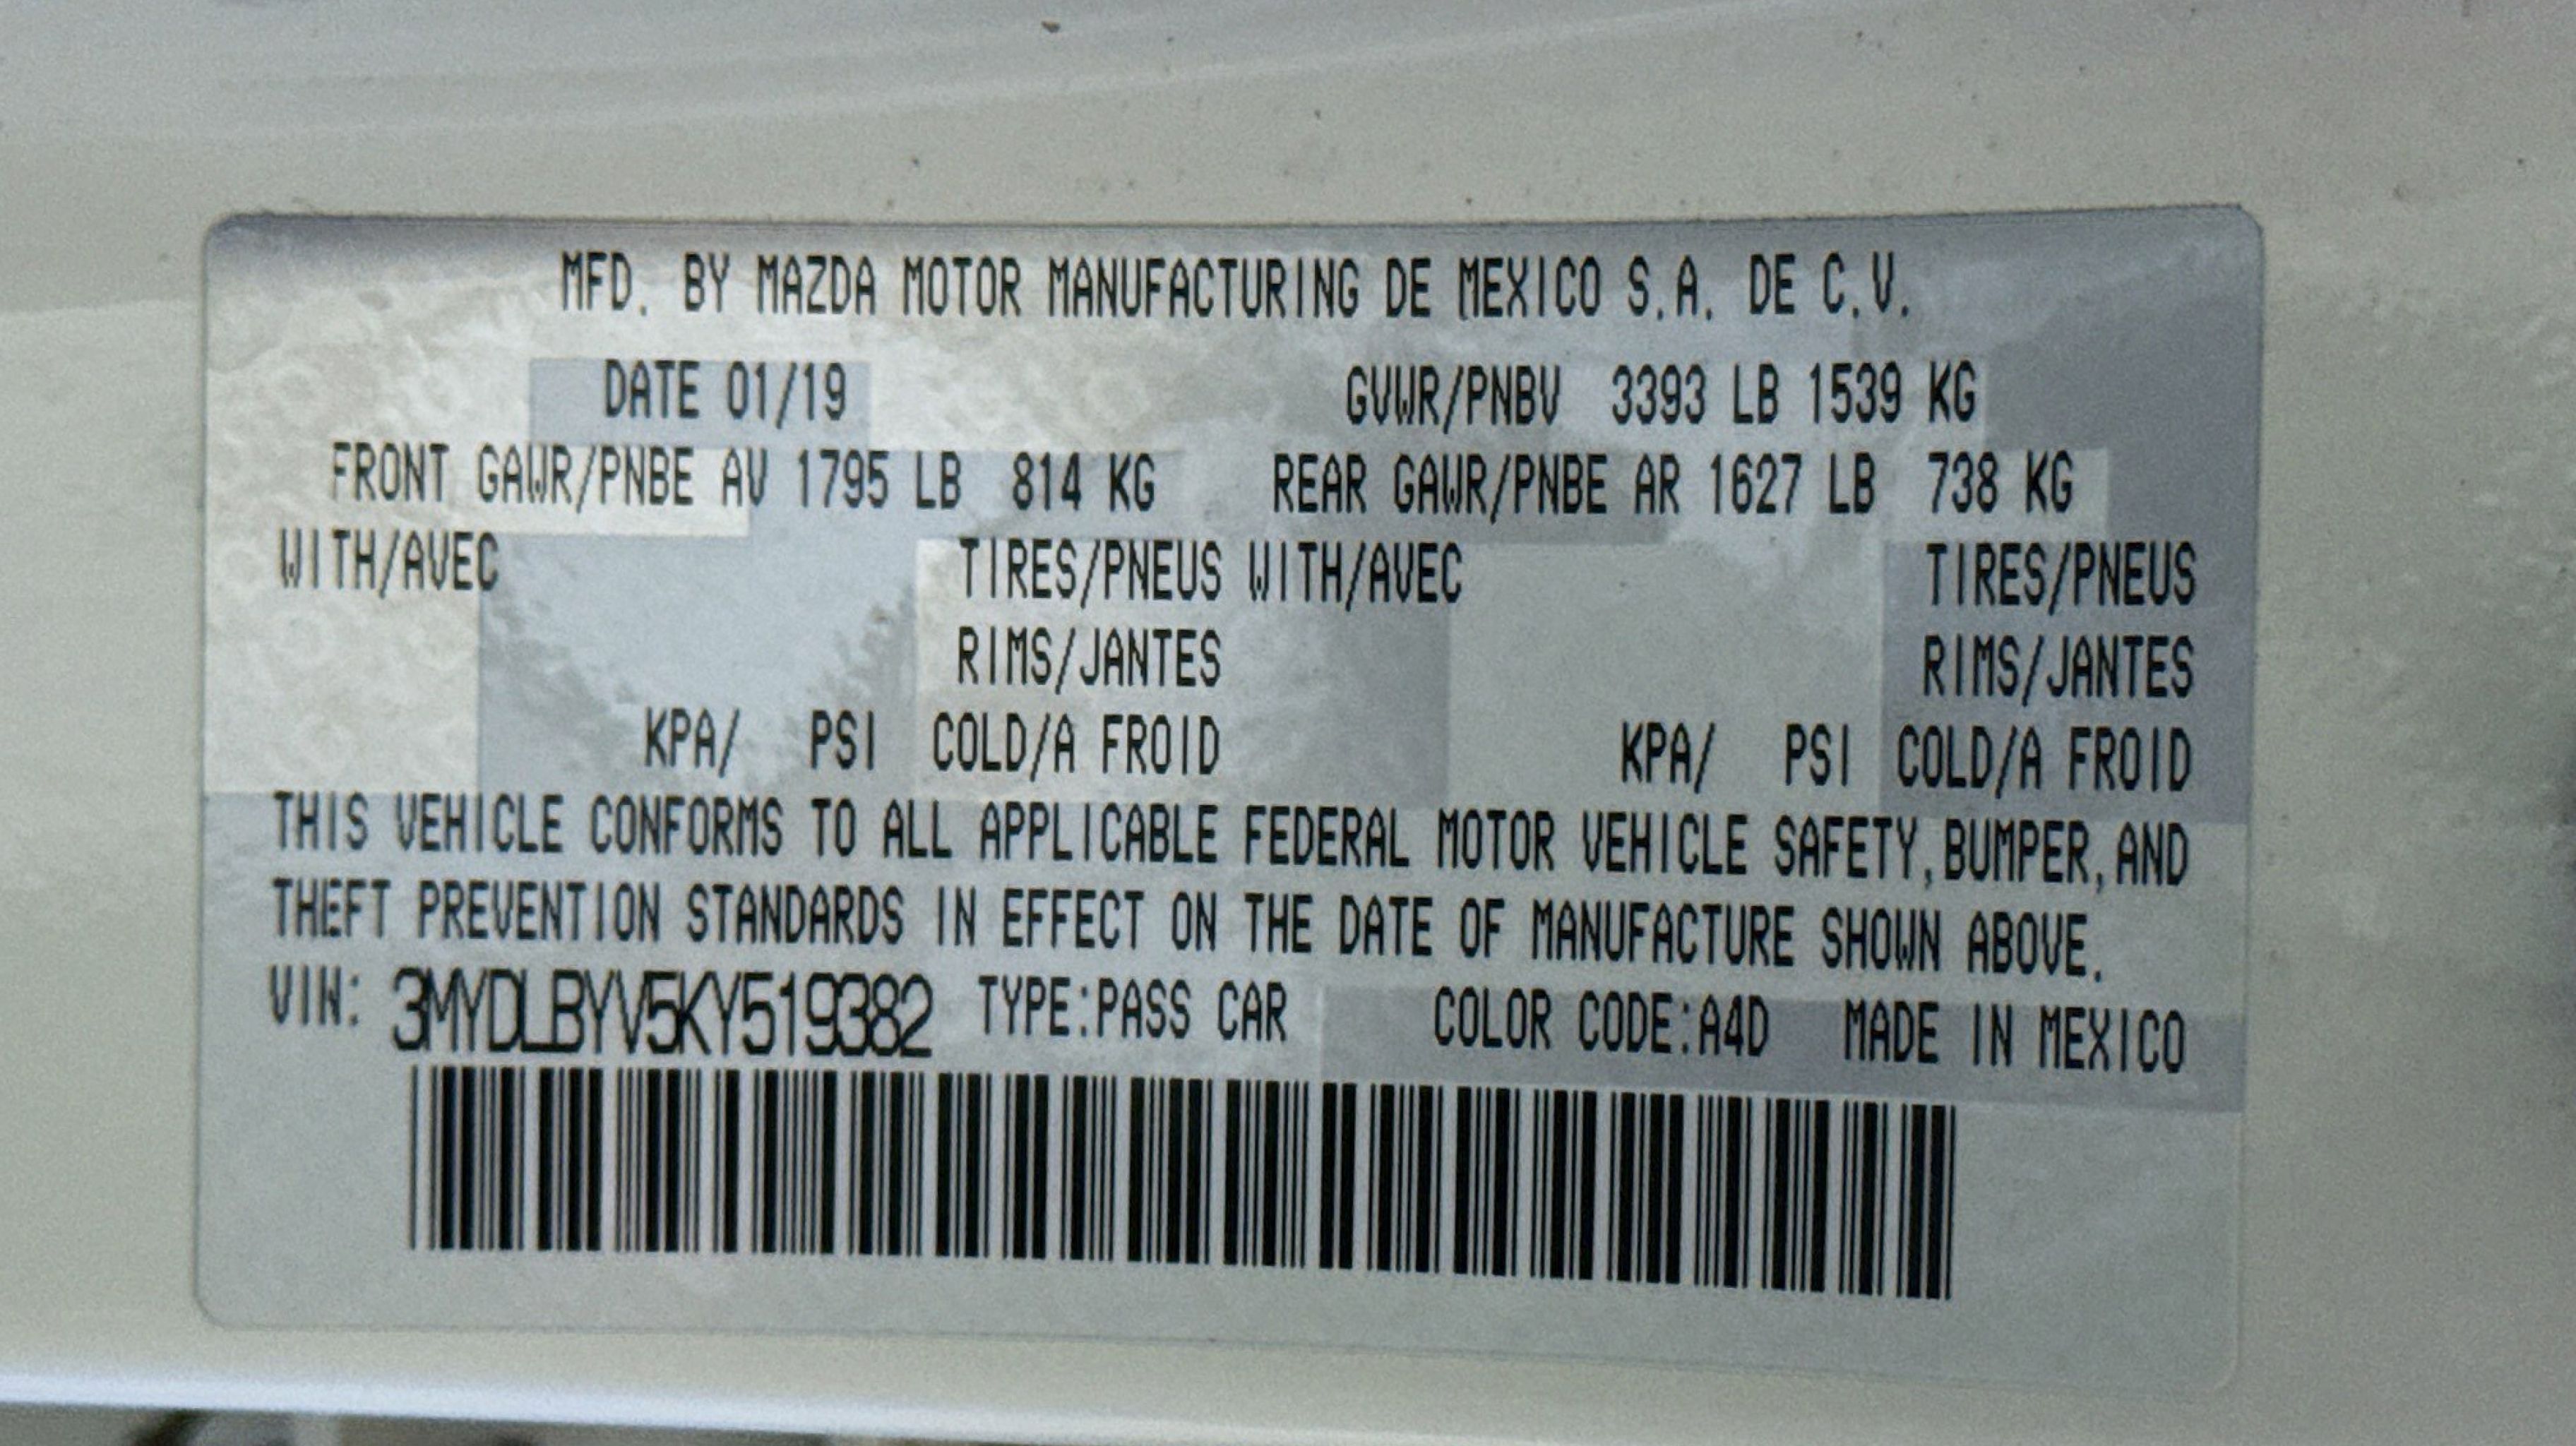 MFD. BY MAZDA MOTOR MANUFACTURING DE MEXICO S.A. DE C.V.
DATE 01/19 GVWR/PNBV 3393 LB 1539 KG
FRONT GAWR/PNBE AV 1795 LB 814 KG REAR GAWR/PNBE AR 1627 LB 738 KG
WITH/AVEC TIRES/PNEUS WITH/AVEC TIRES/PNEUS
RIMS/JANTES RIMS/JANTES
KPA/ PSI COLD/A FROID KPA/ PSI COLD/A FROID
THIS VEHICLE CONFORMS TO ALL APPLICABLE FEDERAL MOTOR VEHICLE SAFETY,BUMPER,AND
THEFT PREVENTION STANDARDS IN EFFECT ON THE DATE OF MANUFACTURE SHOWN ABOVE.
VIN: 3MYDLBYV5KY519382 TYPE:PASS CAR COLOR CODE:A4D MADE IN MEXICO